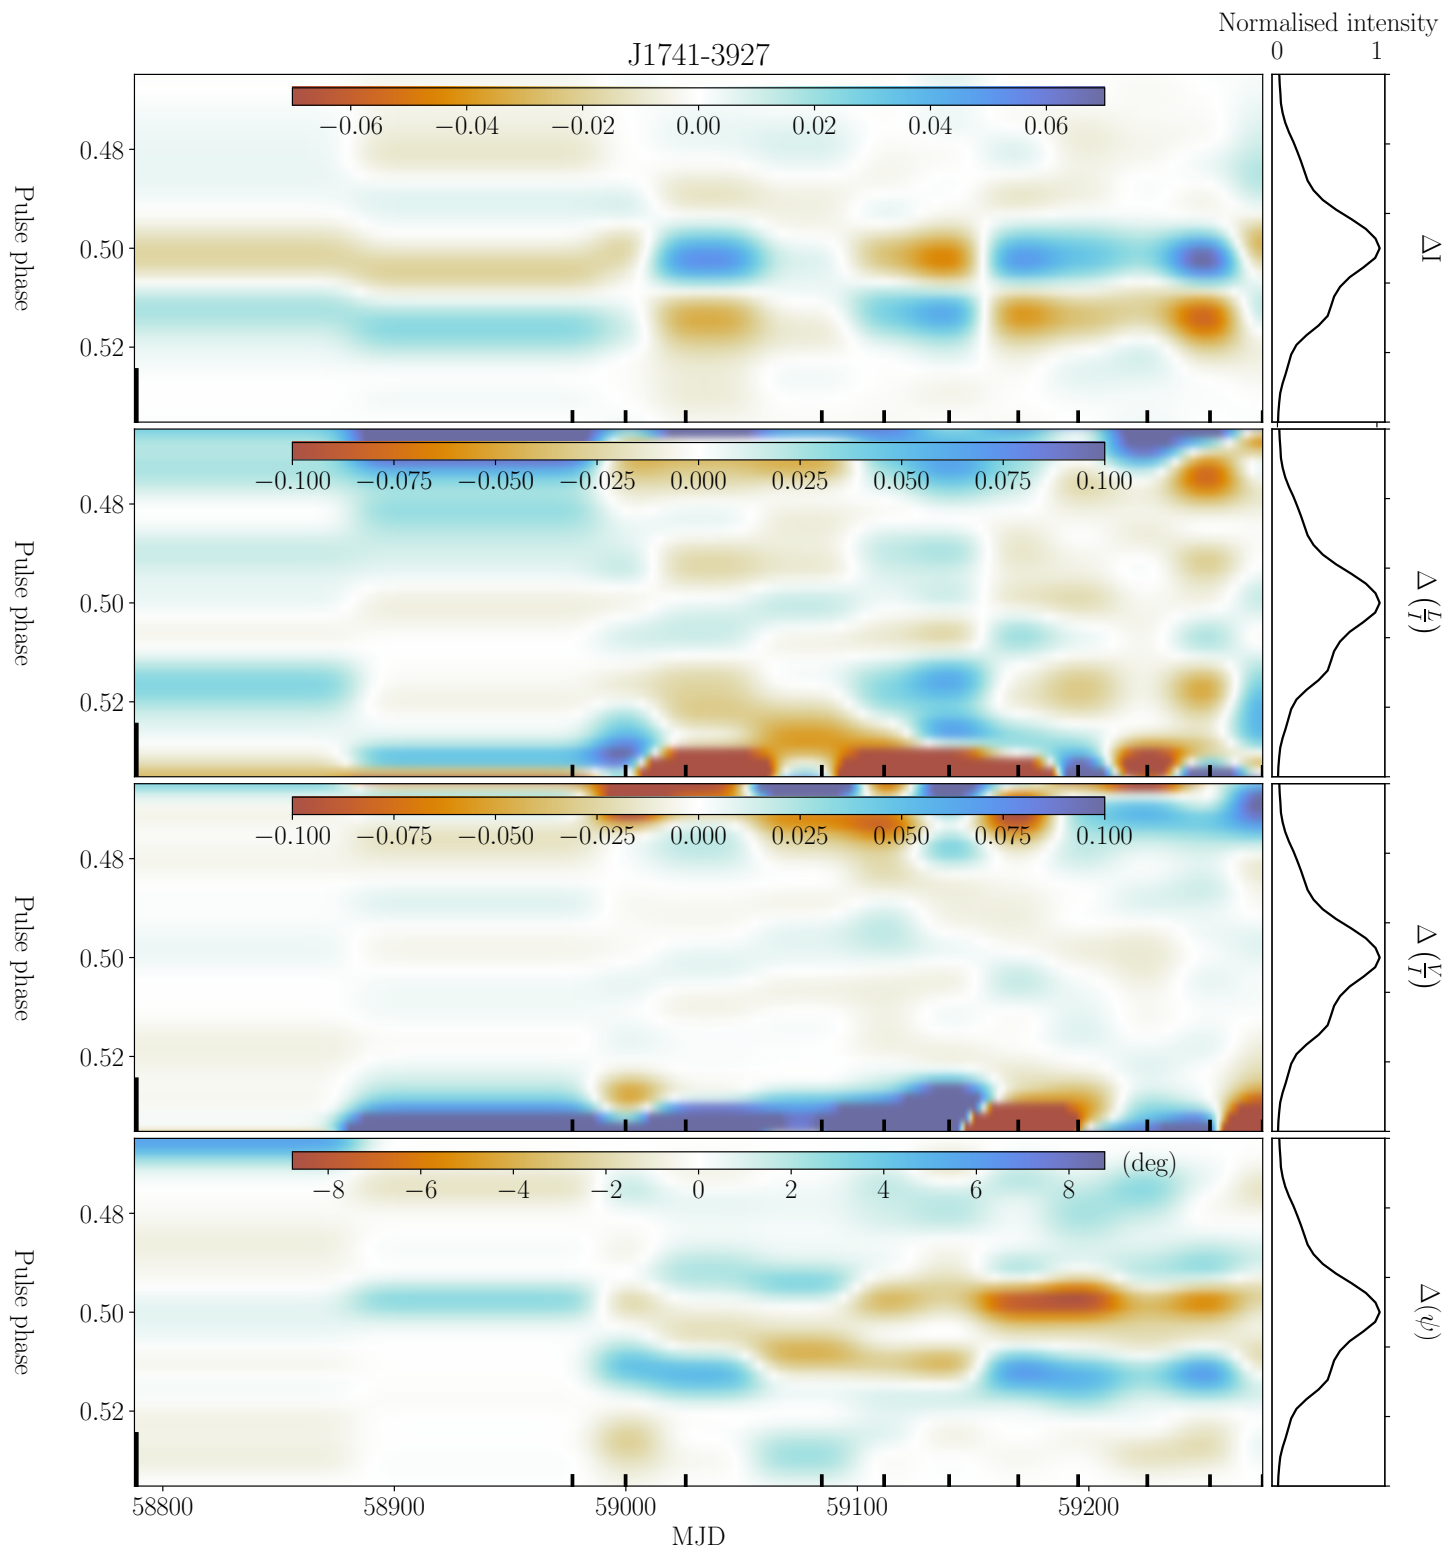 Normalised intensity
J1741-3927
0 1
−0.06 −0.04 −0.02 0.00 0.02 0.04 0.06
0.48
0.50
0.52
Pulse phase
ΔI
−0.100 −0.075 −0.050 −0.025 0.000 0.025 0.050 0.075 0.100
0.48
0.50
0.52
Pulse phase
Δ (L/I)
−0.100 −0.075 −0.050 −0.025 0.000 0.025 0.050 0.075 0.100
0.48
0.50
0.52
Pulse phase
Δ (V/I)
(deg)
−8 −6 −4 −2 0 2 4 6 8
0.48
0.50
0.52
Pulse phase
Δ(ψ)
58800 58900 59000 59100 59200
MJD